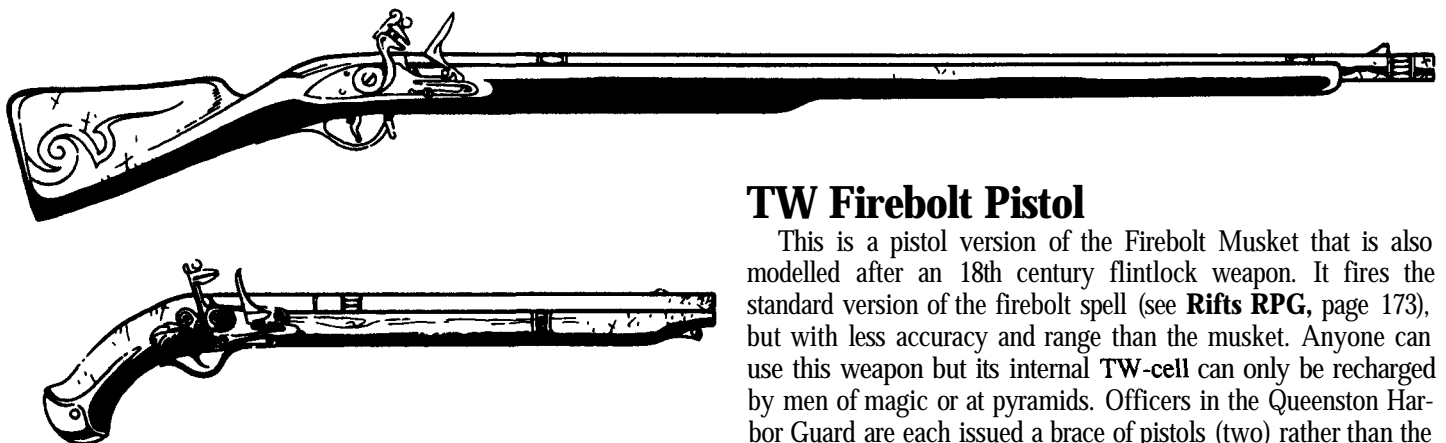 TW Firebolt Pistol
This is a pistol version of the Firebolt Musket that is also
modelled after an 18th century flintlock weapon. It fires the
standard version of the firebolt spell (see Rifts RPG, page 173),
but with less accuracy and range than the musket. Anyone can
use this weapon but its internal TW-cell can only be recharged
by men of magic or at pyramids. Officers in the Queenston Har-
bor Guard are each issued a brace of pistols (two) rather than the